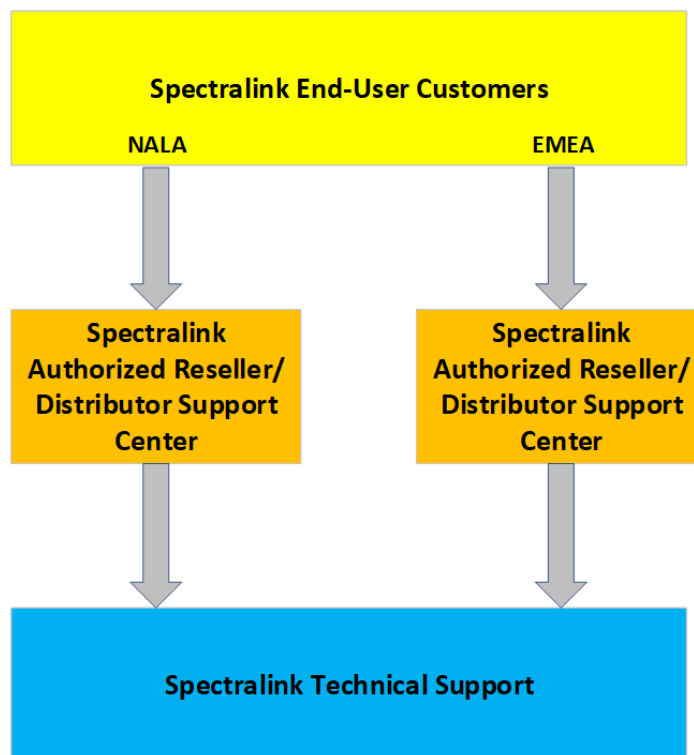 Spectralink End-User Customers
NALA
EMEA
Spectralink
Authorized Reseller/
Distributor Support
Center
Spectralink
Authorized Reseller/
Distributor Support
Center
Spectralink Technical Support